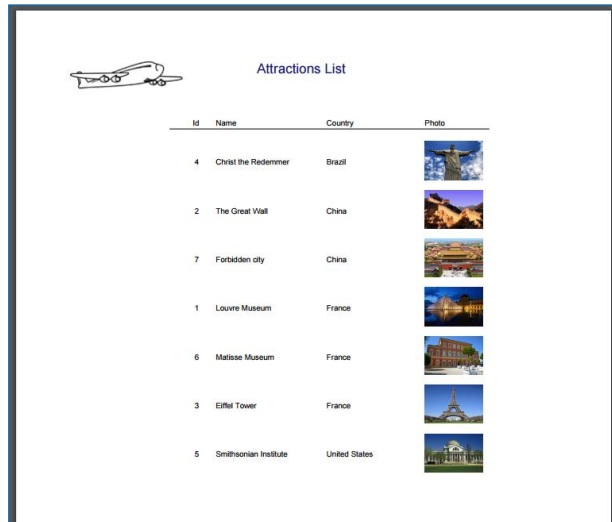 Attractions List
Id Name Country Photo
4 Christ the Redemmer Brazil
2 The Great Wall China
7 Forbidden city China
1 Louvre Museum France
6 Matisse Museum France
3 Eiffel Tower France
5 Smithsonian Institute United States